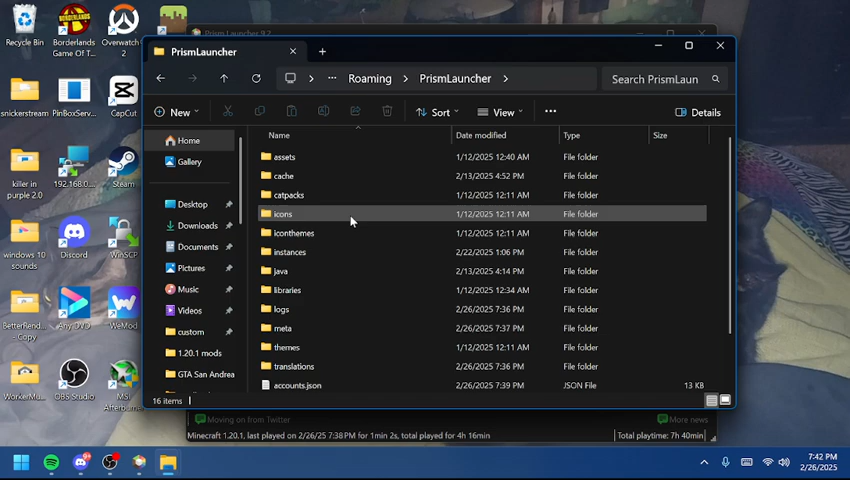 Recycle Bin
Borderlands
Game Of T...
Overwatch
2
Prism Launcher 9.2
PrismLauncher
Roaming
PrismLauncher
Search PrismLaun
New
Sort
View
Details
Home
Gallery
Desktop
Downloads
Documents
Pictures
Music
Videos
custom
1.20.1 mods
GTA San Andrea
Name
Date modified
Type
Size
assets 1/12/2025 12:40 AM File folder
cache 2/13/2025 4:52 PM File folder
catpacks 1/12/2025 12:11 AM File folder
icons 1/12/2025 12:11 AM File folder
iconthemes 1/12/2025 12:11 AM File folder
instances 2/22/2025 1:06 PM File folder
java 2/13/2025 4:14 PM File folder
libraries 1/12/2025 12:34 AM File folder
logs 2/26/2025 7:36 PM File folder
meta 2/26/2025 7:37 PM File folder
themes 1/12/2025 12:11 AM File folder
translations 2/26/2025 7:36 PM File folder
accounts.json 2/26/2025 7:39 PM JSON File 13 KB
16 items
snickerstream
PinBoxServ...
CapCut
killer in
purple 2.0
192.168.0...
Steam
windows 10
sounds
Discord
WinSCP
BetterRend...
- Copy
AnyDVD
WeMod
WorkerMu...
OBS Studio
MSI
Afterburner
Moving on from Twitter
More news
Minecraft 1.20.1, last played on 2/26/25 7:38 PM for 1min 2s, total played for 4h 16min
Total playtime: 7h 40min
7:42 PM
2/26/2025